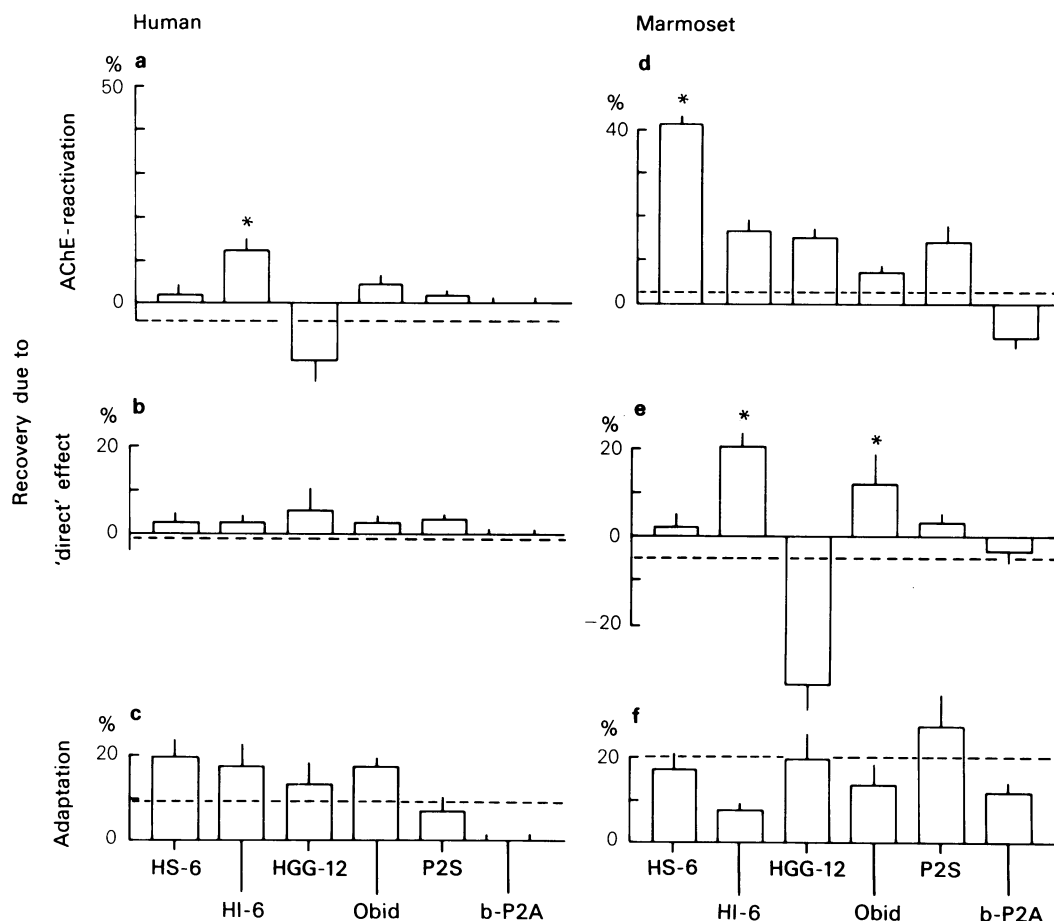 Human
Marmoset
Recovery due to
AChE-reactivation
% a
50
0
*
% d
40
0
*
'direct' effect
% b
20
0
% e
20
0
−20
*
*
Adaptation
% c
20
0
HS-6
HI-6
HGG-12
Obid
P2S
b-P2A
% f
20
0
HS-6
HI-6
HGG-12
Obid
P2S
b-P2A